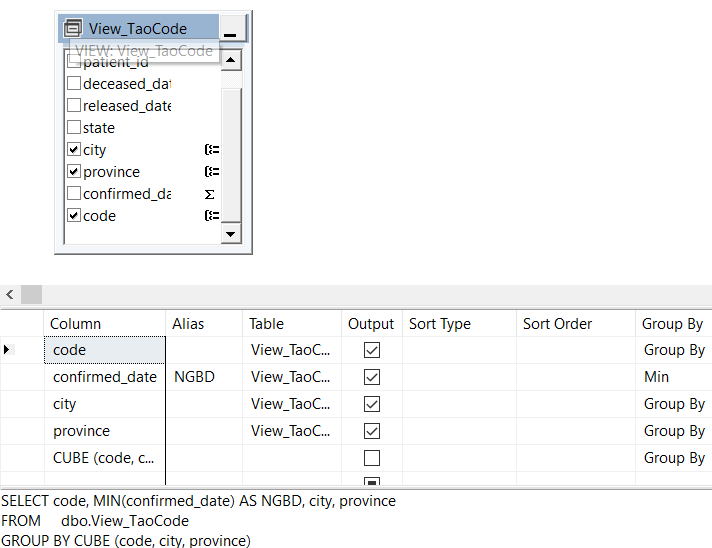 View_TaoCode
VIEW: View_TaoCode
patient_id
deceased_dat
released_date
state
city
province
confirmed_da
code
Column Alias Table Output Sort Type Sort Order Group By
code View_TaoC... Group By
confirmed_date NGBD View_TaoC... Min
city View_TaoC... Group By
province View_TaoC... Group By
CUBE (code, c... Group By
SELECT code, MIN(confirmed_date) AS NGBD, city, province
FROM dbo.View_TaoCode
GROUP BY CUBE (code, city, province)